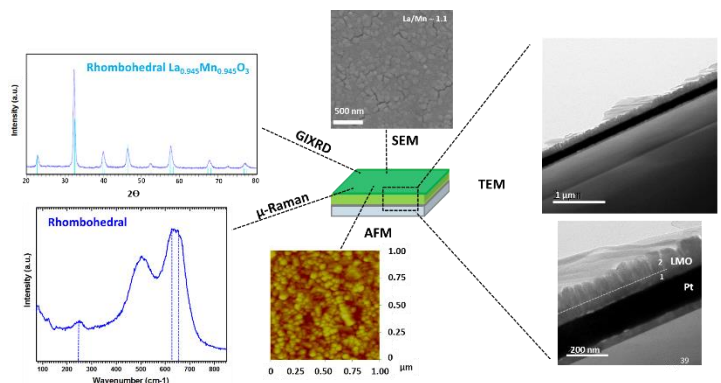 La/Mn – 1.1
500 nm
SEM
Rhombohedral La0.945Mn0.945O3
Intensity (a.u.)
20 30 40 50 60 70 80
2Θ
GIXRD
μ-Raman
Rhombohedral
Intensity (a.u.)
100 200 300 400 500 600 700 800
Wavenumber (cm-1)
AFM
1.00
0.75
0.50
0.25
0
0 0.25 0.50 0.75 1.00
μm
TEM
1 μm
2 LMO
1
Pt
200 nm
39